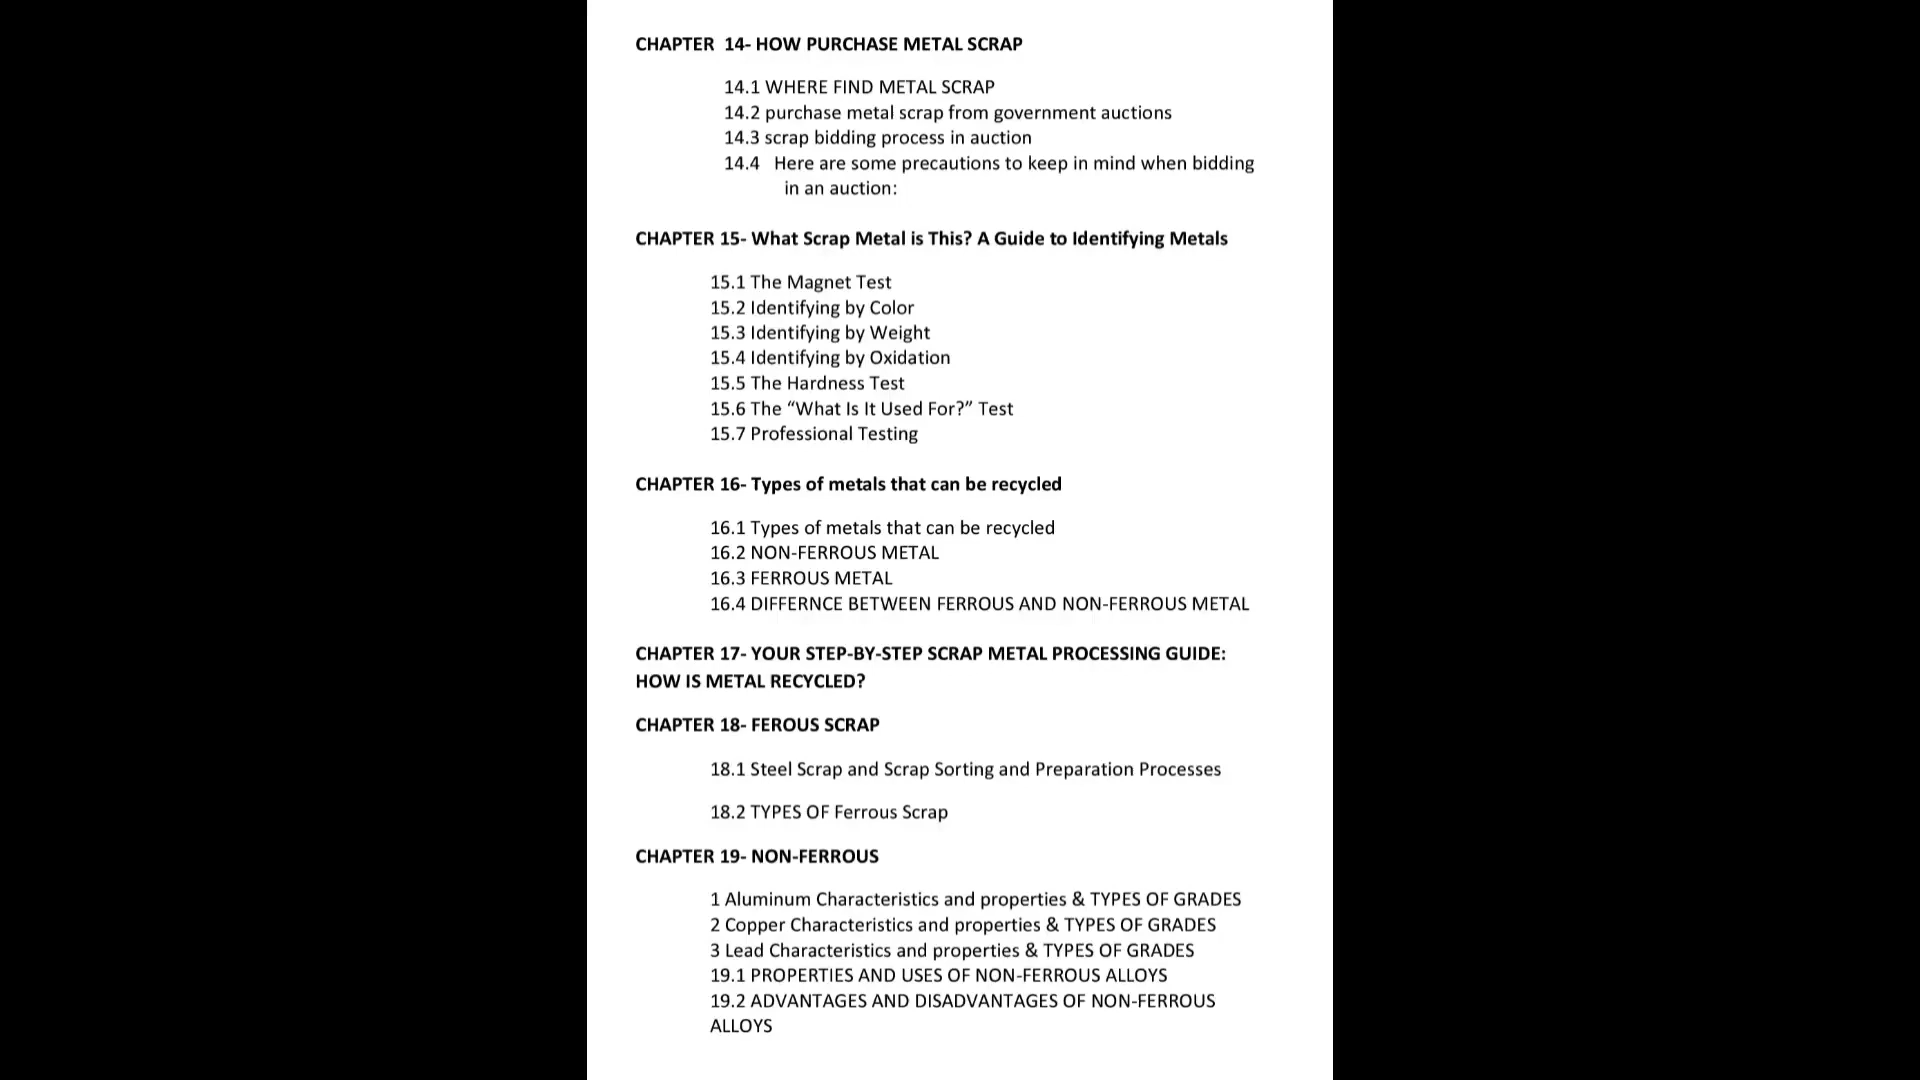 CHAPTER 14- HOW PURCHASE METAL SCRAP
14.1 WHERE FIND METAL SCRAP
14.2 purchase metal scrap from government auctions
14.3 scrap bidding process in auction
14.4 Here are some precautions to keep in mind when bidding
in an auction:
CHAPTER 15- What Scrap Metal is This? A Guide to Identifying Metals
15.1 The Magnet Test
15.2 Identifying by Color
15.3 Identifying by Weight
15.4 Identifying by Oxidation
15.5 The Hardness Test
15.6 The “What Is It Used For?” Test
15.7 Professional Testing
CHAPTER 16- Types of metals that can be recycled
16.1 Types of metals that can be recycled
16.2 NON-FERROUS METAL
16.3 FERROUS METAL
16.4 DIFFERNCE BETWEEN FERROUS AND NON-FERROUS METAL
CHAPTER 17- YOUR STEP-BY-STEP SCRAP METAL PROCESSING GUIDE:
HOW IS METAL RECYCLED?
CHAPTER 18- FEROUS SCRAP
18.1 Steel Scrap and Scrap Sorting and Preparation Processes
18.2 TYPES OF Ferrous Scrap
CHAPTER 19- NON-FERROUS
1 Aluminum Characteristics and properties & TYPES OF GRADES
2 Copper Characteristics and properties & TYPES OF GRADES
3 Lead Characteristics and properties & TYPES OF GRADES
19.1 PROPERTIES AND USES OF NON-FERROUS ALLOYS
19.2 ADVANTAGES AND DISADVANTAGES OF NON-FERROUS
ALLOYS